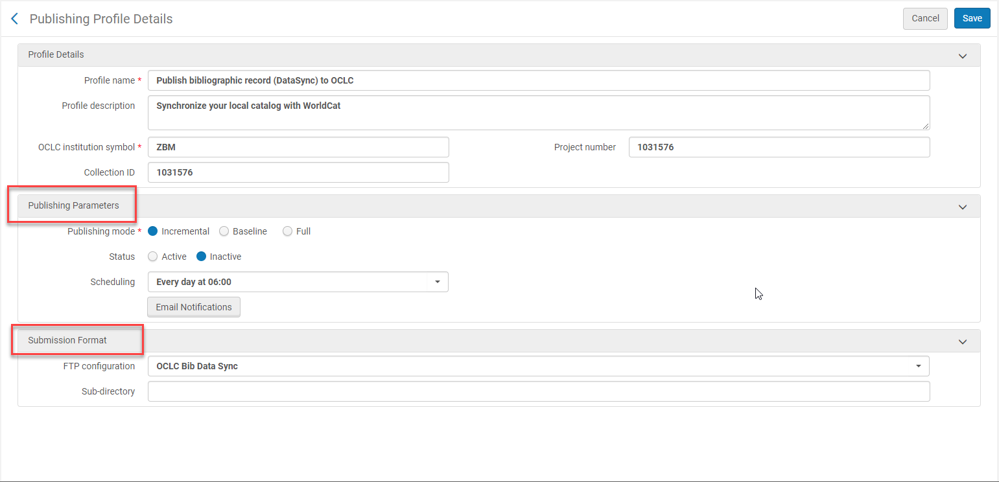 Publishing Profile Details
Cancel
Save
Profile Details
Profile name * Publish bibliographic record (DataSync) to OCLC
Profile description Synchronize your local catalog with WorldCat
OCLC institution symbol * ZBM Project number 1031576
Collection ID 1031576
Publishing Parameters
Publishing mode * Incremental Baseline Full
Status Active Inactive
Scheduling Every day at 06:00
Email Notifications
Submission Format
FTP configuration OCLC Bib Data Sync
Sub-directory